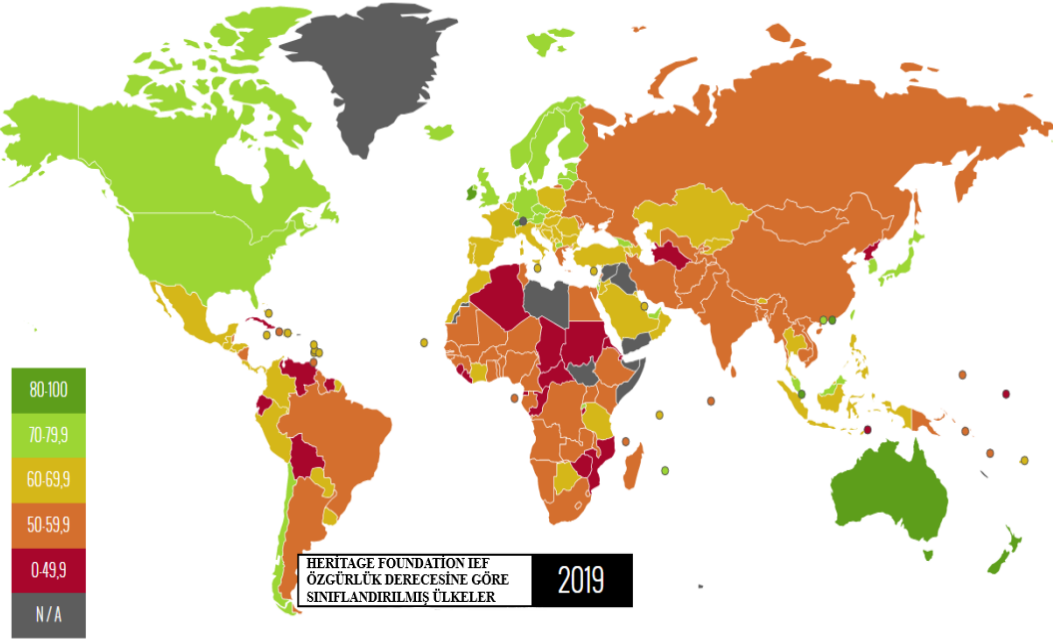 80-100
70-79,9
60-69,9
50-59,9
0-49,9
N / A
HERİTAGE FOUNDATİON IEF
ÖZGÜRLÜK DERECESİNE GÖRE
SINIFLANDIRILMIŞ ÜLKELER
2019